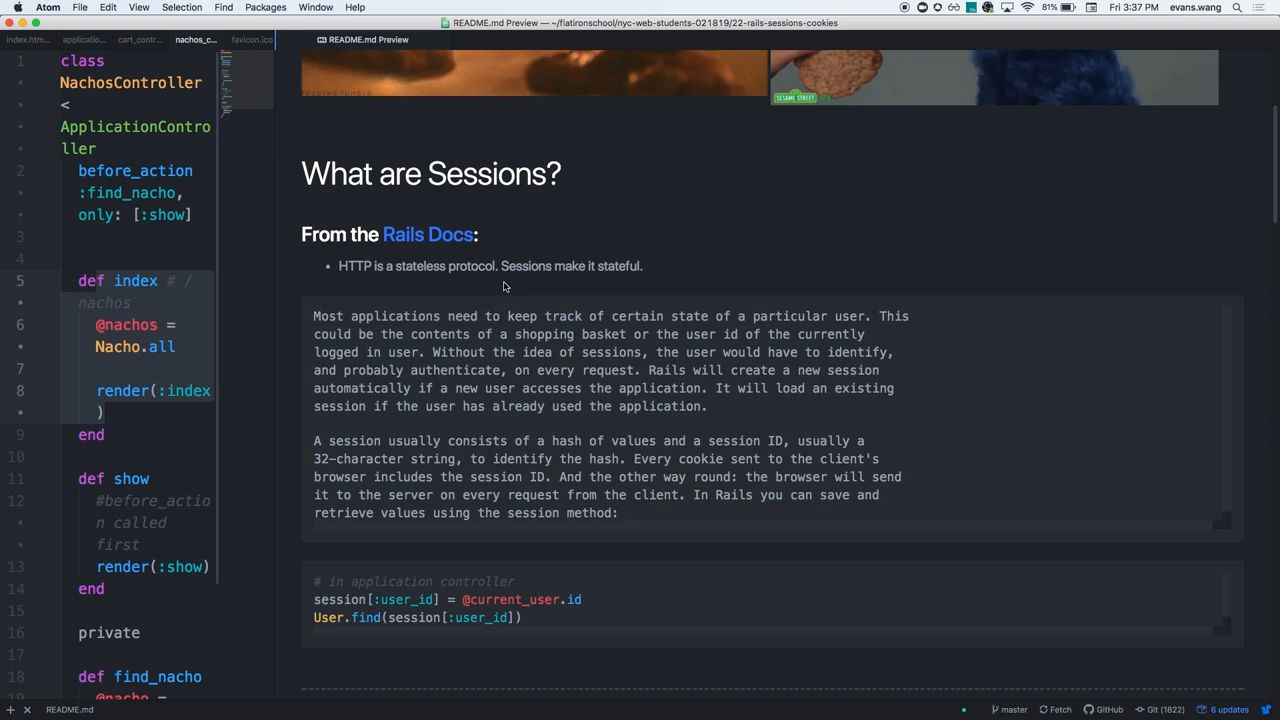 Atom File Edit View Selection Find Packages Window Help 81% Fri 3:37 PM evans.wang
README.md Preview — ~/flatironschool/nyc-web-students-021819/22-rails-sessions-cookies
index.htm... applicatio... cart_contr... nachos_c... favicon.ico README.md Preview
1 class
NachosController
<
ApplicationContro
ller
2 before_action
:find_nacho,
only: [:show]
3
4
5 def index # /
nachos
6 @nachos =
Nacho.all
7
8 render(:index
)
9 end
10
11 def show
12 #before_actio
n called
first
13 render(:show)
14 end
15
16 private
17
18 def find_nacho
19 @nacho =
SESAME STREET
What are Sessions?
From the Rails Docs:
• HTTP is a stateless protocol. Sessions make it stateful.
Most applications need to keep track of certain state of a particular user. This
could be the contents of a shopping basket or the user id of the currently
logged in user. Without the idea of sessions, the user would have to identify,
and probably authenticate, on every request. Rails will create a new session
automatically if a new user accesses the application. It will load an existing
session if the user has already used the application.
A session usually consists of a hash of values and a session ID, usually a
32-character string, to identify the hash. Every cookie sent to the client's
browser includes the session ID. And the other way round: the browser will send
it to the server on every request from the client. In Rails you can save and
retrieve values using the session method:
# in application controller
session[:user_id] = @current_user.id
User.find(session[:user_id])
README.md master Fetch GitHub Git (1822) 6 updates